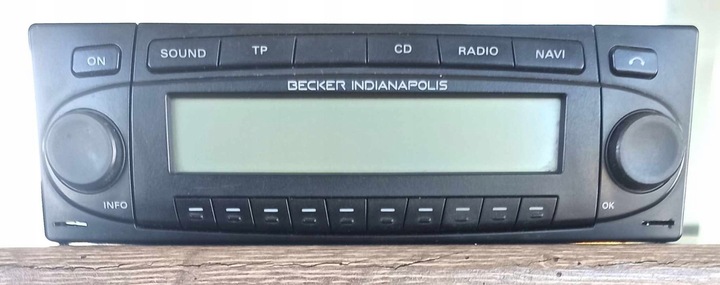 ON SOUND TP CD RADIO NAVI
BECKER INDIANAPOLIS
INFO OK